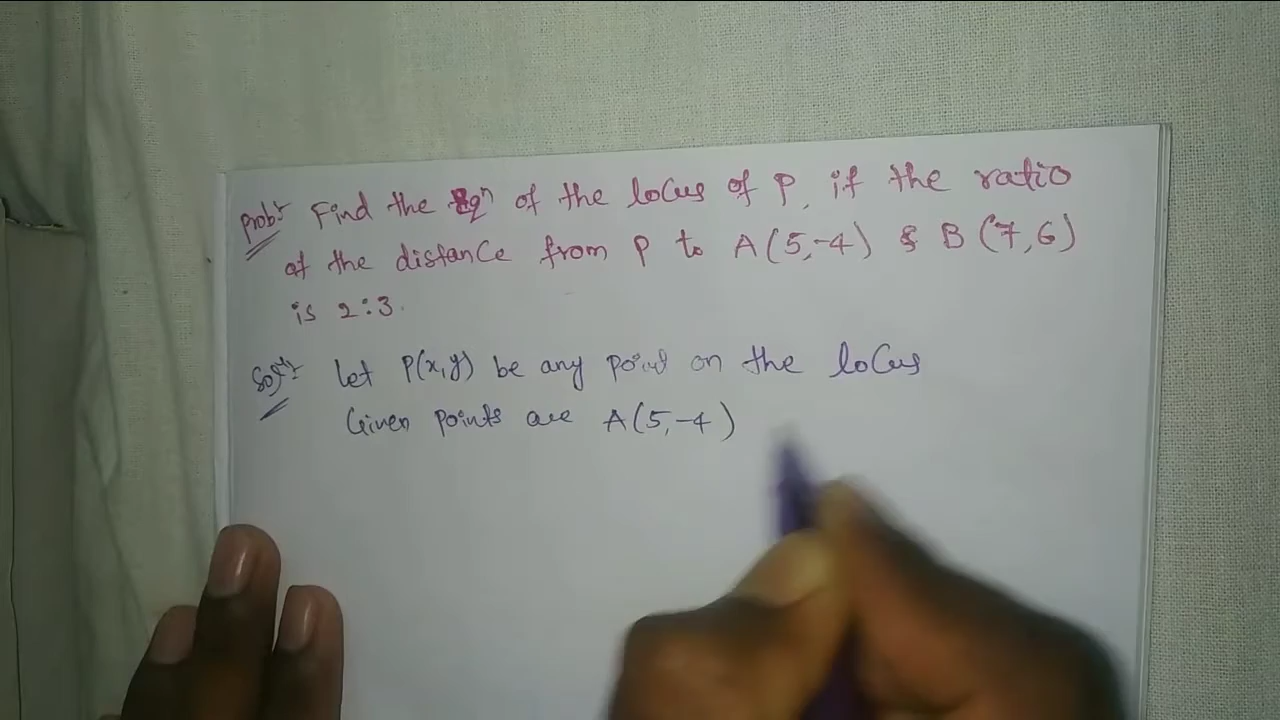 Prob:- Find the Eqn of the locus of P, if the ratio
of the distance from P to A(5,-4) & B(7,6)
is 2:3.
Soln:- Let P(x,y) be any point on the locus
Given points are A(5,-4)